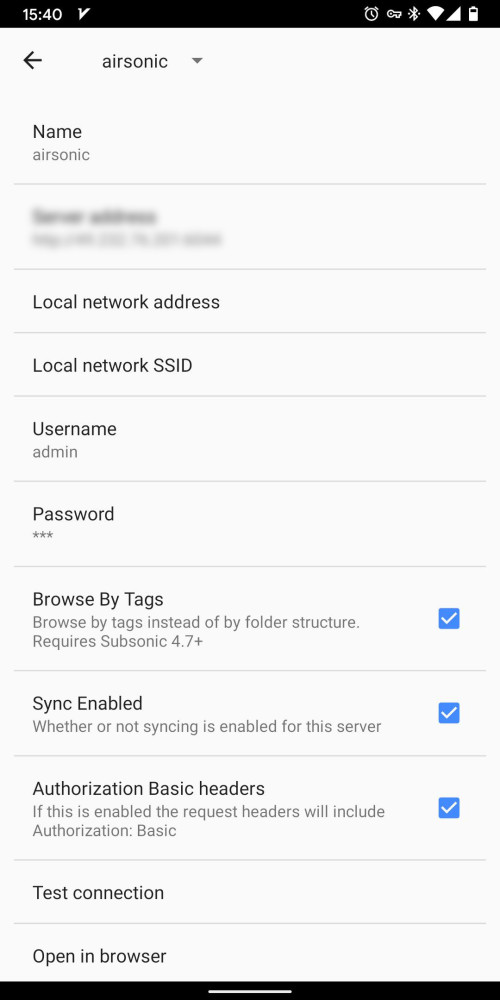 15:40
airsonic
Name
airsonic
Server address
Local network address
Local network SSID
Username
admin
Password
***
Browse By Tags
Browse by tags instead of by folder structure.
Requires Subsonic 4.7+
Sync Enabled
Whether or not syncing is enabled for this server
Authorization Basic headers
If this is enabled the request headers will include
Authorization: Basic
Test connection
Open in browser